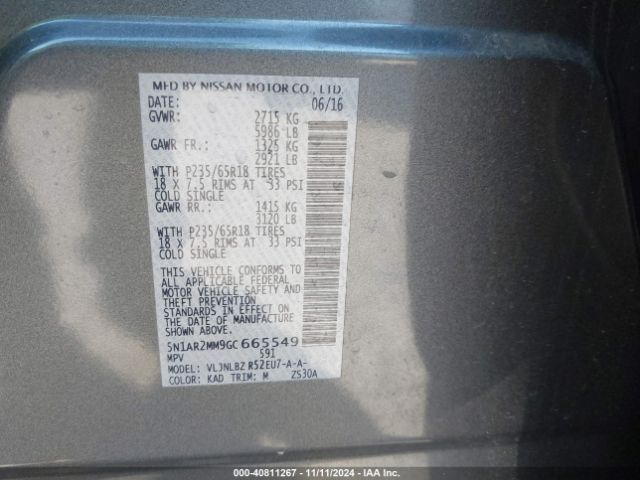 MFD BY NISSAN MOTOR CO., LTD.
DATE: 06/16
GVWR: 2715 KG
5986 LB
GAWR FR.: 1325 KG
2921 LB
WITH P235/65R18 TIRES
18 X 7.5 RIMS AT 33 PSI
COLD SINGLE
GAWR RR.: 1415 KG
3120 LB
WITH P235/65R18 TIRES
18 X 7.5 RIMS AT 33 PSI
COLD SINGLE
THIS VEHICLE CONFORMS TO
ALL APPLICABLE FEDERAL
MOTOR VEHICLE SAFETY AND
THEFT PREVENTION
STANDARDS IN EFFECT ON
THE DATE OF MANUFACTURE
SHOWN ABOVE.
5N1AR2MM9GC665549
MPV 591
MODEL: VLJNLBZ R52EU7-A-A-
COLOR: KAD TRIM: M ZS30A
000-40811267 - 11/11/2024 - IAA Inc.